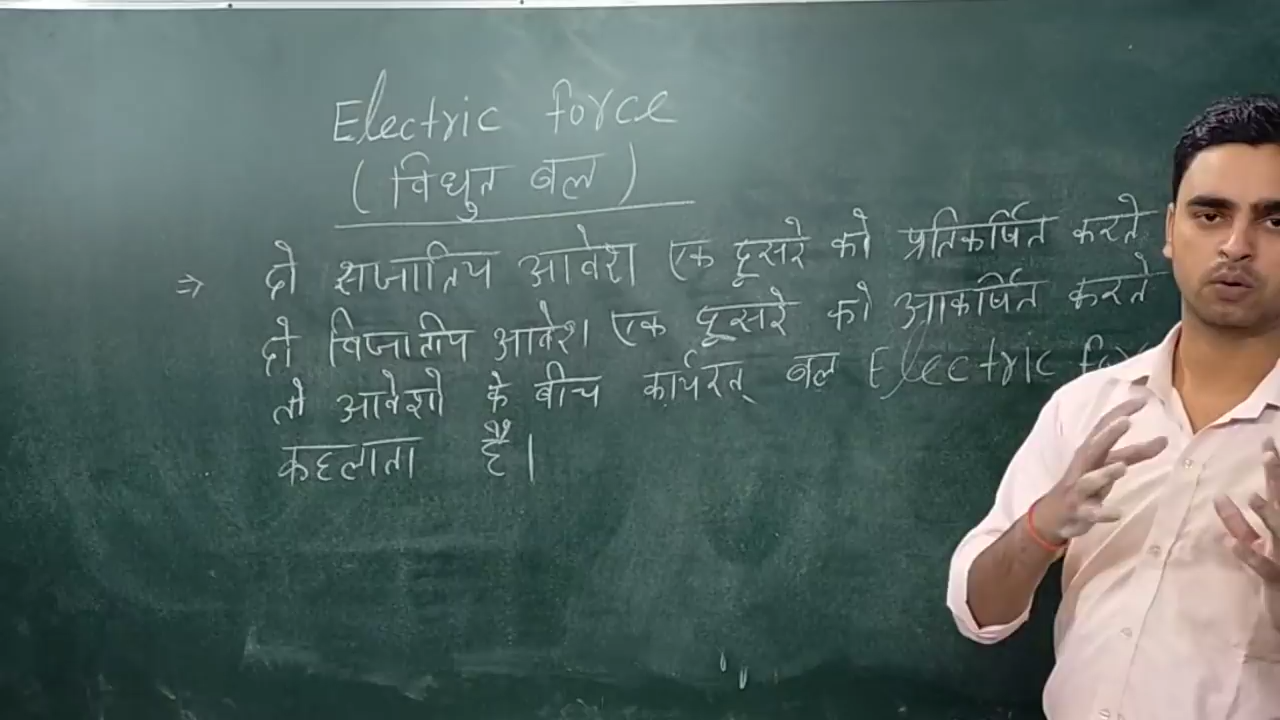 Electric force
(विधुत बल)
⇒ दो सजातिय आवेश एक दूसरे को प्रतिकर्षित करते
दो विजातीय आवेश एक दूसरे को आकर्षित करते
तो आवेशो के बीच कार्यरत् बल Electric
कहलाता है।